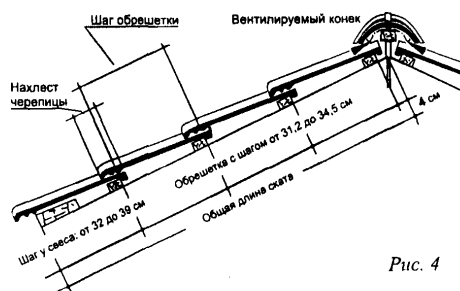 Шаг обрешетки
Вентилируемый конек
Нахлест
черепицы
4 см
Обрешетка с шагом от 31,2 до 34,5 см
Шаг у свеса: от 32 до 39 см
Общая длина ската
Рис. 4